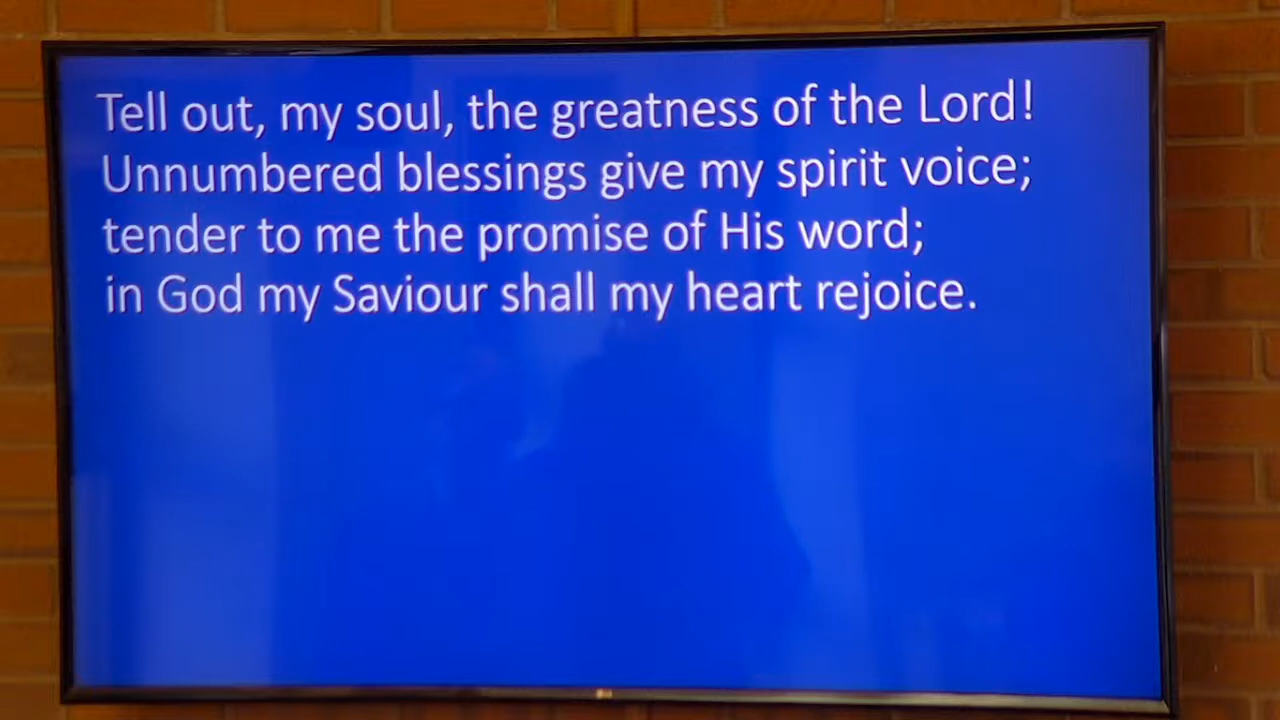 Tell out, my soul, the greatness of the Lord!
Unnumbered blessings give my spirit voice;
tender to me the promise of His word;
in God my Saviour shall my heart rejoice.